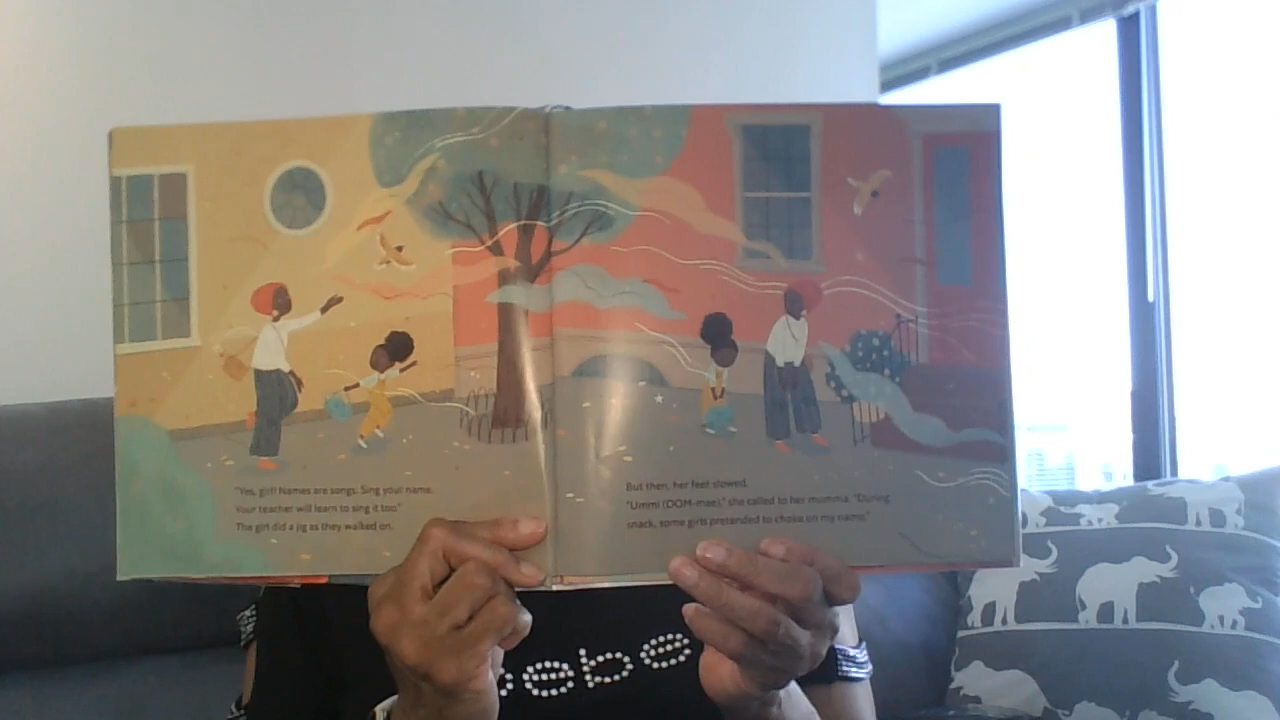 "Yes, girl! Names are songs. Sing your name.
Your teacher will learn to sing it too."
The girl did a jig as they walked on.
But then, her feet slowed.
"Ummi (OOM-mee)," she called to her momma. "During
snack, some girls pretended to choke on my name."
bebe